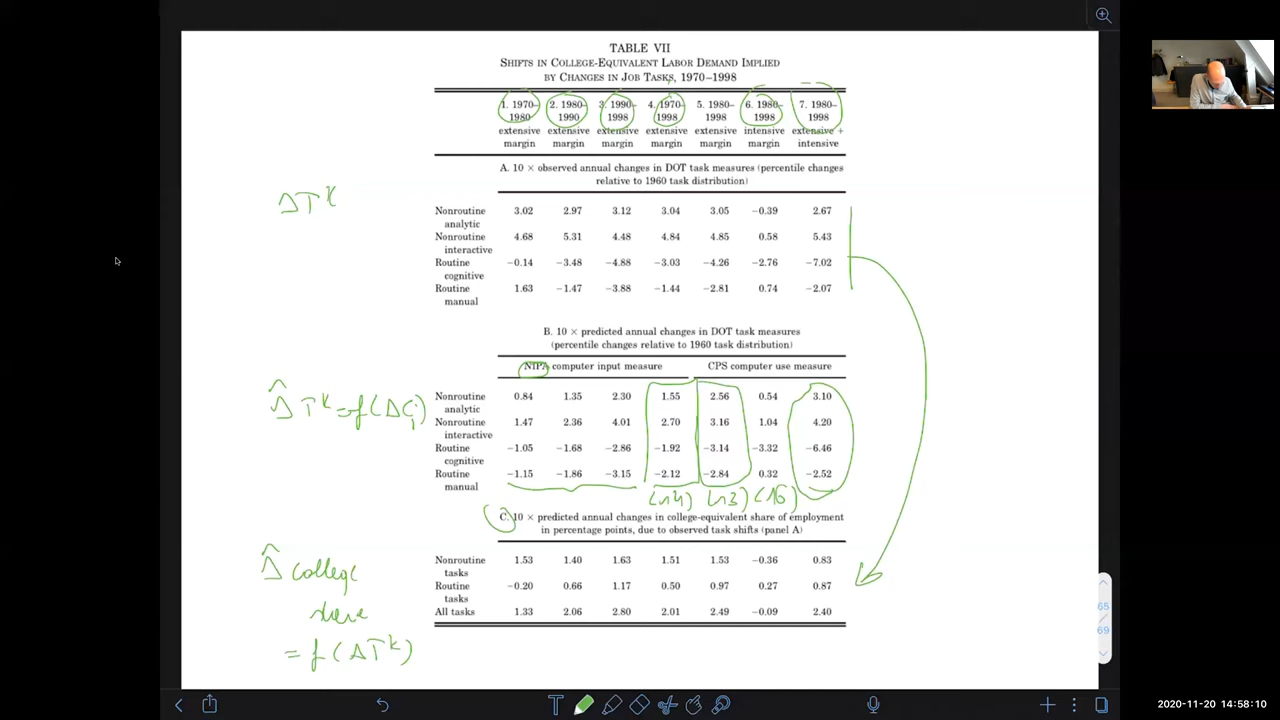 TABLE VII
SHIFTS IN COLLEGE-EQUIVALENT LABOR DEMAND IMPLIED
BY CHANGES IN JOB TASKS, 1970–1998
1. 1970– 2. 1980– 3. 1990– 4. 1970– 5. 1980– 6. 1980– 7. 1980–
1980 1990 1998 1998 1998 1998 1998
extensive extensive extensive extensive extensive intensive extensive +
margin margin margin margin margin margin intensive
A. 10 × observed annual changes in DOT task measures (percentile changes
relative to 1960 task distribution)
ΔT^k
Nonroutine 3.02 2.97 3.12 3.04 3.05 −0.39 2.67
analytic
Nonroutine 4.68 5.31 4.48 4.84 4.85 0.58 5.43
interactive
Routine −0.14 −3.48 −4.88 −3.03 −4.26 −2.76 −7.02
cognitive
Routine 1.63 −1.47 −3.88 −1.44 −2.81 0.74 −2.07
manual
B. 10 × predicted annual changes in DOT task measures
(percentile changes relative to 1960 task distribution)
NIPA computer input measure CPS computer use measure
Nonroutine 0.84 1.35 2.30 1.55 2.56 0.54 3.10
analytic
Δ̂T^k = f(ΔC_j)
Nonroutine 1.47 2.36 4.01 2.70 3.16 1.04 4.20
interactive
Routine −1.05 −1.68 −2.86 −1.92 −3.14 −3.32 −6.46
cognitive
Routine −1.15 −1.86 −3.15 −2.12 −2.84 0.32 −2.52
manual
(14) (13) (16)
C. 10 × predicted annual changes in college-equivalent share of employment
in percentage points, due to observed task shifts (panel A)
Nonroutine 1.53 1.40 1.63 1.51 1.53 −0.36 0.83
tasks
Δ̂ college
Routine −0.20 0.66 1.17 0.50 0.97 0.27 0.87
tasks
share
All tasks 1.33 2.06 2.80 2.01 2.49 −0.09 2.40
= f(ΔT^k)
65
69
T
2020-11-20 14:58:10